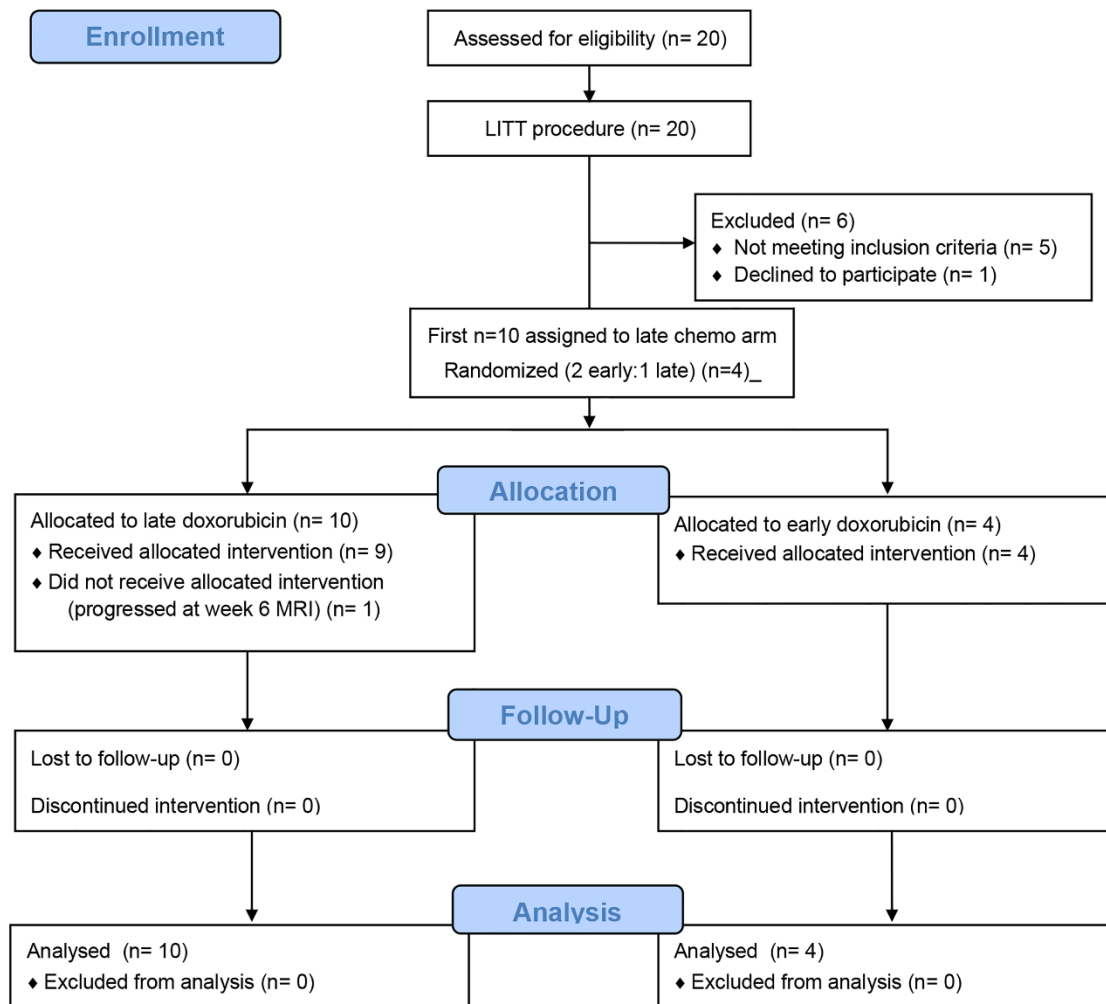 Enrollment
Assessed for eligibility (n= 20)
LITT procedure (n= 20)
Excluded (n= 6)
♦ Not meeting inclusion criteria (n= 5)
♦ Declined to participate (n= 1)
First n=10 assigned to late chemo arm
Randomized (2 early:1 late) (n=4)_
Allocation
Allocated to late doxorubicin (n= 10)
♦ Received allocated intervention (n= 9)
♦ Did not receive allocated intervention
(progressed at week 6 MRI) (n= 1)
Allocated to early doxorubicin (n= 4)
♦ Received allocated intervention (n= 4)
Follow-Up
Lost to follow-up (n= 0)
Discontinued intervention (n= 0)
Lost to follow-up (n= 0)
Discontinued intervention (n= 0)
Analysis
Analysed (n= 10)
♦ Excluded from analysis (n= 0)
Analysed (n= 4)
♦ Excluded from analysis (n= 0)